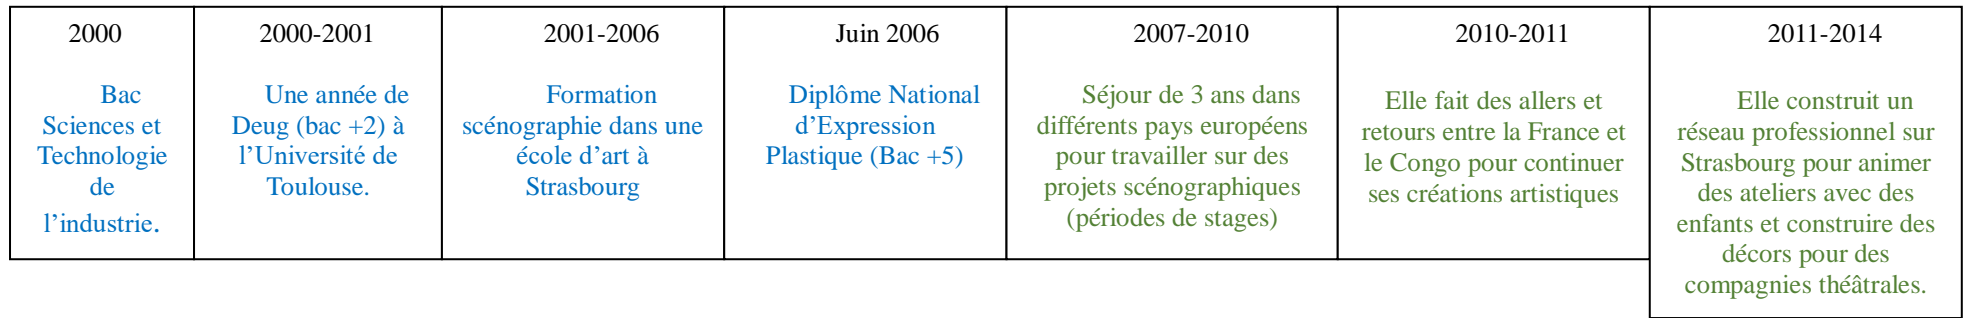 2000
Bac
Sciences et
Technologie
de
l’industrie.
2000-2001
Une année de
Deug (bac +2) à
l’Université de
Toulouse.
2001-2006
Formation
scénographie dans une
école d’art à
Strasbourg
Juin 2006
Diplôme National
d’Expression
Plastique (Bac +5)
2007-2010
Séjour de 3 ans dans
différents pays européens
pour travailler sur des
projets scénographiques
(périodes de stages)
2010-2011
Elle fait des allers et
retours entre la France et
le Congo pour continuer
ses créations artistiques
2011-2014
Elle construit un
réseau professionnel sur
Strasbourg pour animer
des ateliers avec des
enfants et construire des
décors pour des
compagnies théâtrales.